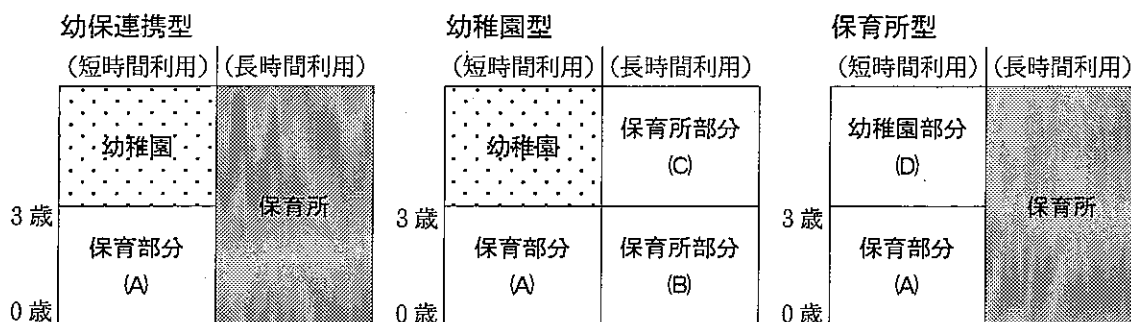 幼保連携型
(短時間利用) (長時間利用)
幼稚園
保育所
3歳
保育部分
(A)
0歳
幼稚園型
(短時間利用) (長時間利用)
幼稚園
保育所部分
(C)
3歳
保育部分
(A)
保育所部分
(B)
0歳
保育所型
(短時間利用) (長時間利用)
幼稚園部分
(D)
保育所
3歳
保育部分
(A)
0歳